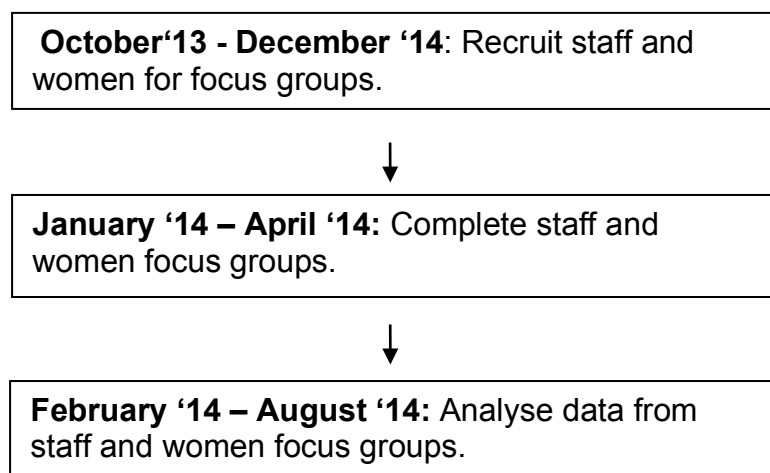 October‘13 - December ‘14: Recruit staff and
women for focus groups.
January ‘14 – April ‘14: Complete staff and
women focus groups.
February ‘14 – August ‘14: Analyse data from
staff and women focus groups.